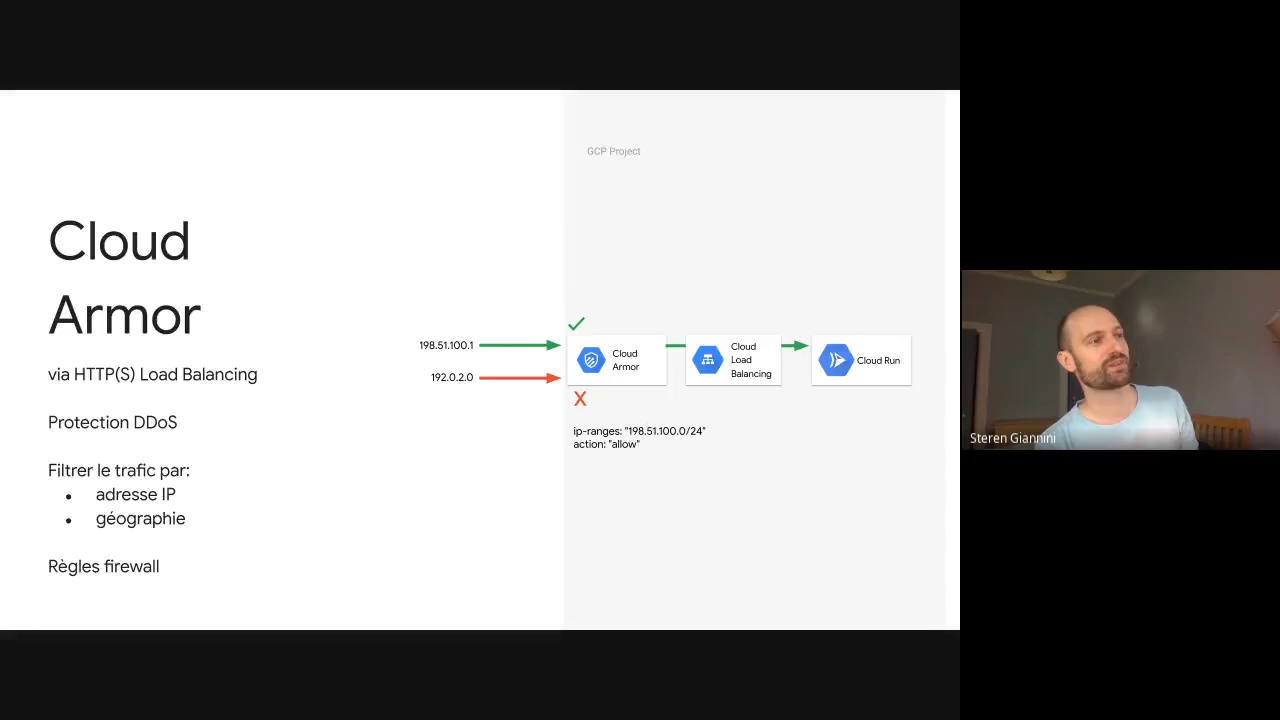 Cloud
Armor
via HTTP(S) Load Balancing
Protection DDoS
Filtrer le trafic par:
● adresse IP
● géographie
Règles firewall
GCP Project
198.51.100.1
192.0.2.0
Cloud
Armor
Cloud
Load
Balancing
Cloud Run
X
ip-ranges: "198.51.100.0/24"
action: "allow"
Steren Giannini